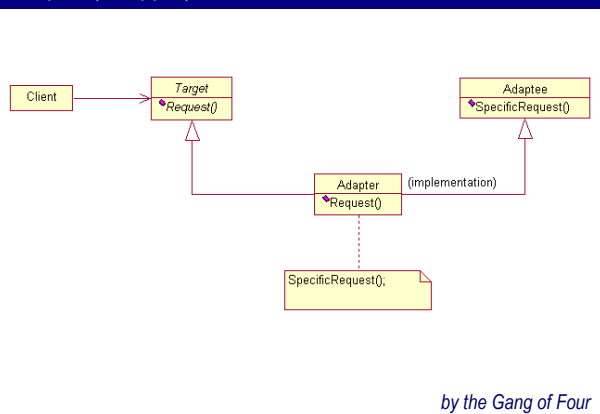 Client
Target
Request()
Adaptee
SpecificRequest()
Adapter
Request()
(implementation)
SpecificRequest();
by the Gang of Four